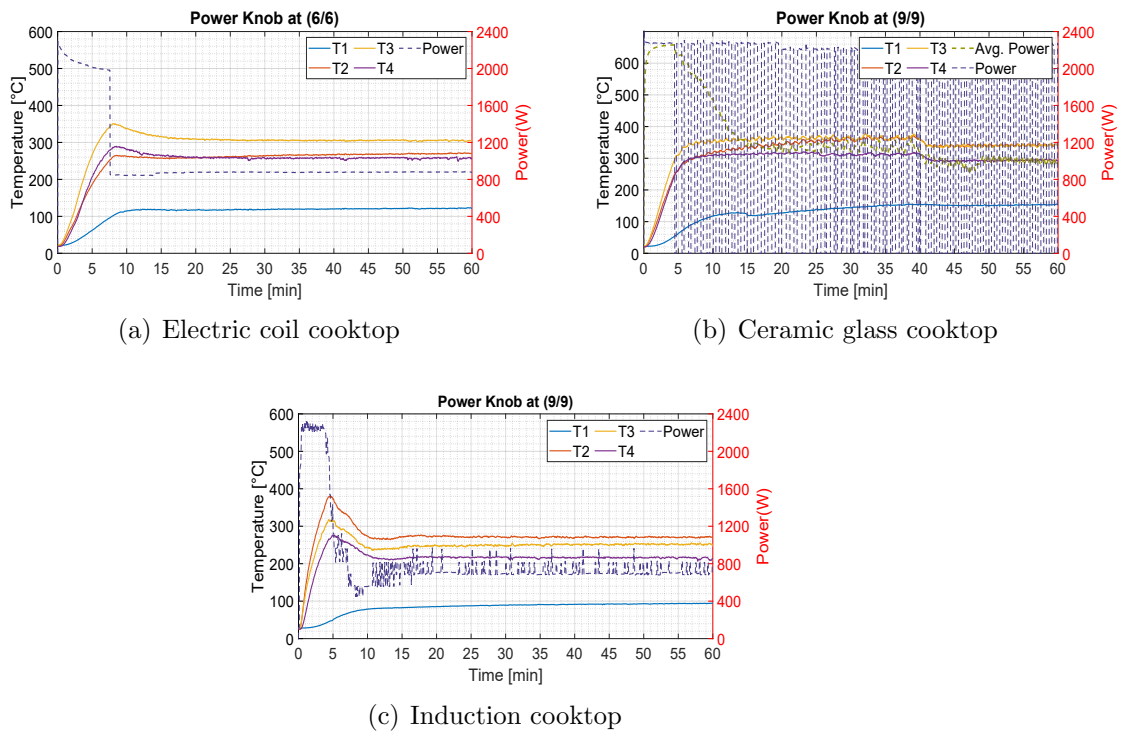 Power Knob at (6/6)
T1 T3 Power
T2 T4
600
500
400
300
200
100
0
Temperature [°C]
2400
2000
1600
1200
800
400
0
Power(W)
0 5 10 15 20 25 30 35 40 45 50 55 60
Time [min]
(a) Electric coil cooktop
Power Knob at (9/9)
T1 T3 Avg. Power
T2 T4 Power
600
500
400
300
200
100
0
Temperature [°C]
2400
2000
1600
1200
800
400
0
Power(W)
0 5 10 15 20 25 30 35 40 45 50 55 60
Time [min]
(b) Ceramic glass cooktop
Power Knob at (9/9)
T1 T3 Power
T2 T4
600
500
400
300
200
100
0
Temperature [°C]
2400
2000
1600
1200
800
400
0
Power(W)
0 5 10 15 20 25 30 35 40 45 50 55 60
Time [min]
(c) Induction cooktop